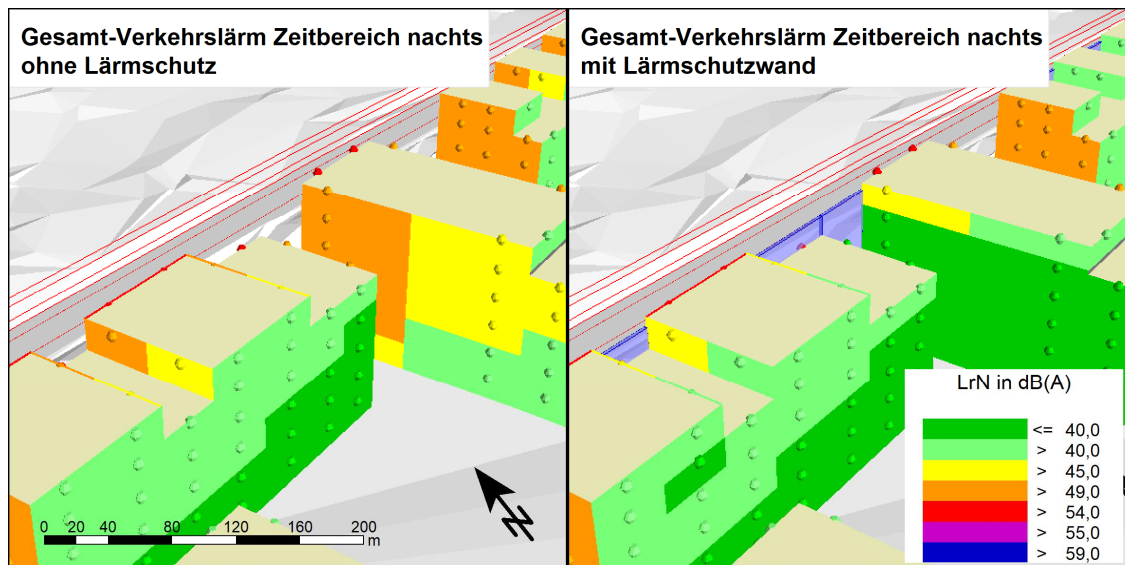 Gesamt-Verkehrslärm Zeitbereich nachts
ohne Lärmschutz
Gesamt-Verkehrslärm Zeitbereich nachts
mit Lärmschutzwand
0 20 40 80 120 160 200
m
LrN in dB(A)
<= 40,0
> 40,0
> 45,0
> 49,0
> 54,0
> 55,0
> 59,0